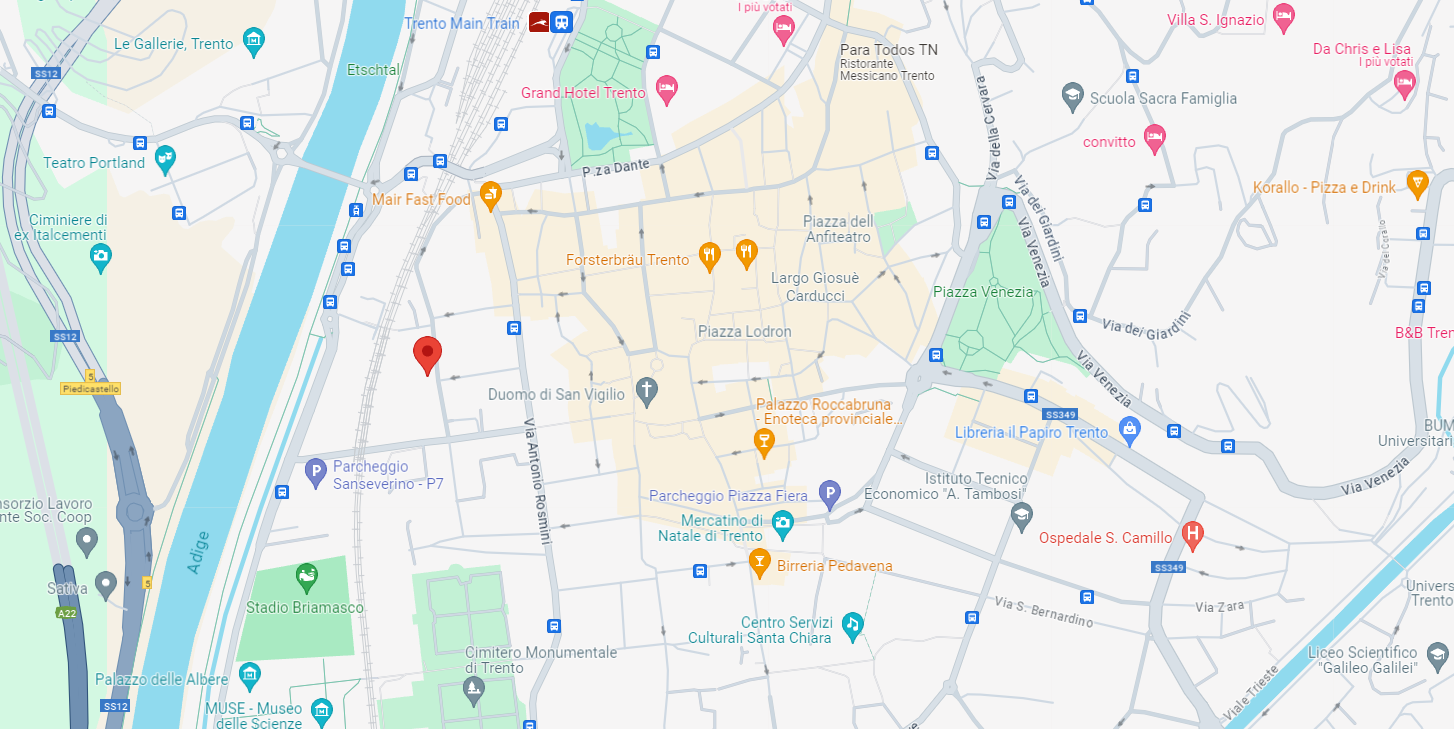 I più votati
Trento Main Train
Villa S. Ignazio
Le Gallerie, Trento
Para Todos TN
Ristorante
Messicano Trento
Da Chris e Lisa
I più votati
SS12
Etschtal
Grand Hotel Trento
Scuola Sacra Famiglia
Via della Cervara
Teatro Portland
convitto
P.za Dante
Mair Fast Food
Korallo - Pizza e Drink
Via dei Giardini
Ciminiere di
ex Italcementi
Piazza dell
Anfiteatro
Via Venezia
Forsterbräu Trento
Largo Giosuè
Carducci
Piazza Venezia
Via dei Giardini
SS12
Piazza Lodron
B&B Tren
5
Piedicastello
Via Venezia
Duomo di San Vigilio
Palazzo Roccabruna
- Enoteca provinciale...
SS349
Libreria il Papiro Trento
BUM
Universitari
Via Antonio Rosmini
Parcheggio
Sanseverino - P7
Via Venezia
Istituto Tecnico
Economico "A. Tambosi"
Parcheggio Piazza Fiera
nsorzio Lavoro
nte Soc. Coop
Mercatino di
Natale di Trento
Ospedale S. Camillo
Adige
Birreria Pedavena
SS349
5
Sativa
A22
Stadio Briamasco
Univers
Trento
Via S. Bernardino
Via Zara
Centro Servizi
Culturali Santa Chiara
Cimitero Monumentale
di Trento
Liceo Scientifico
"Galileo Galilei"
Palazzo delle Albere
Viale Trieste
SS12
MUSE - Museo
delle Scienze